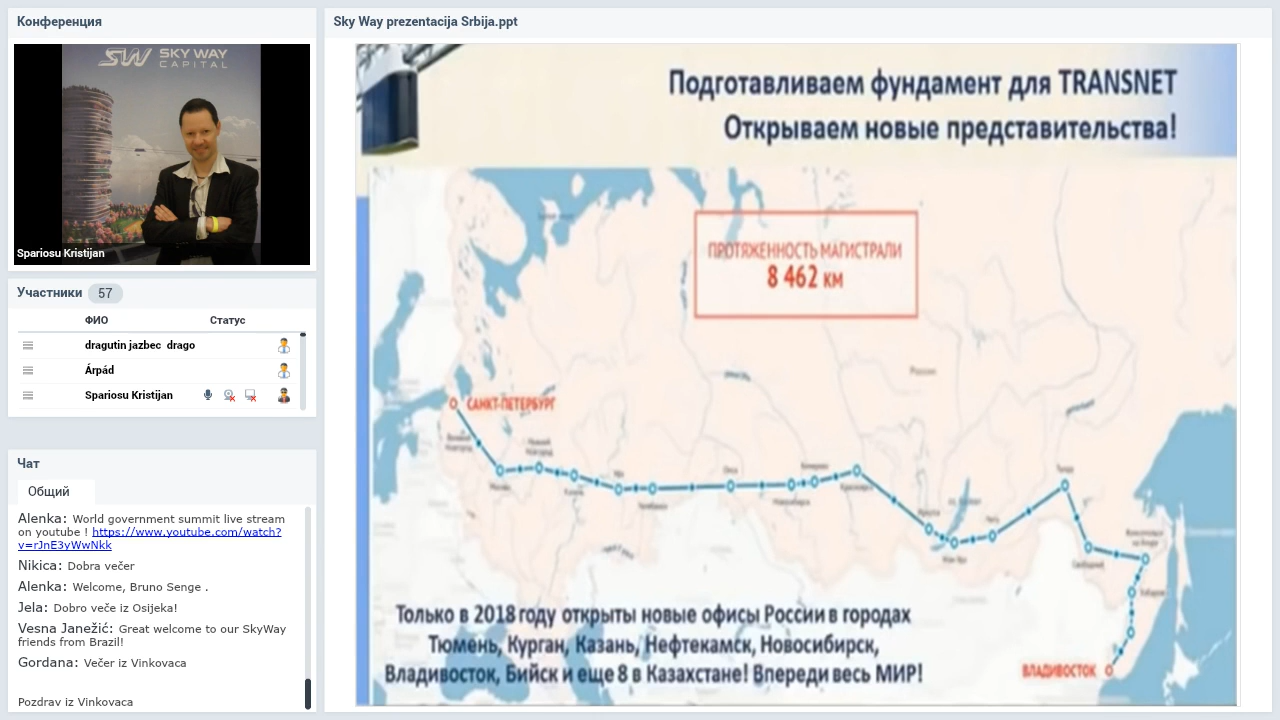 Конференция
SKY WAY
CAPITAL
Spariosu Kristijan
Участники 57
ФИО Статус
dragutin jazbec drago
Árpád
Spariosu Kristijan
Чат
Общий
Alenka: World government summit live stream
on youtube ! https://www.youtube.com/watch?
v=rJnE3yWwNkk
Nikica: Dobra večer
Alenka: Welcome, Bruno Senge .
Jela: Dobro veče iz Osijeka!
Vesna Janežić: Great welcome to our SkyWay
friends from Brazil!
Gordana: Večer iz Vinkovaca
Pozdrav iz Vinkovaca
Sky Way prezentacija Srbija.ppt
Подготавливаем фундамент для TRANSNET
Открываем новые представительства!
ПРОТЯЖЕННОСТЬ МАГИСТРАЛИ
8 462 км
Россия
САНКТ-ПЕТЕРБУРГ
ВЛАДИВОСТОК
Только в 2018 году открыты новые офисы России в городах
Тюмень, Курган, Казань, Нефтекамск, Новосибирск,
Владивосток, Бийск и еще 8 в Казахстане! Впереди весь МИР!